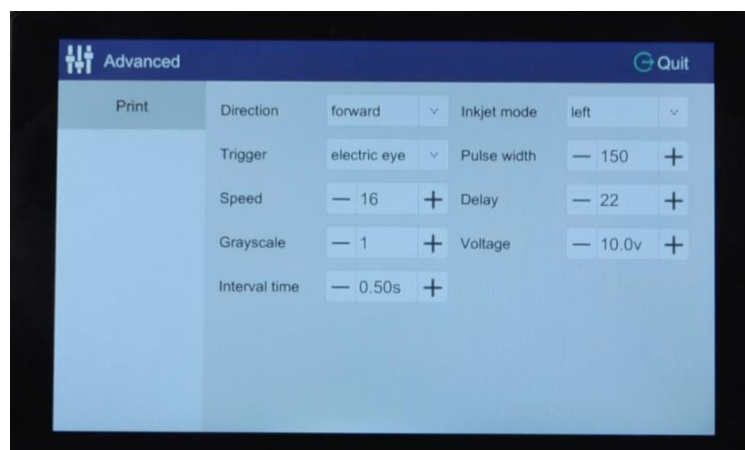 Advanced Quit
Print Direction forward Inkjet mode left
Trigger electric eye Pulse width — 150 +
Speed — 16 + Delay — 22 +
Grayscale — 1 + Voltage — 10.0v +
Interval time — 0.50s +